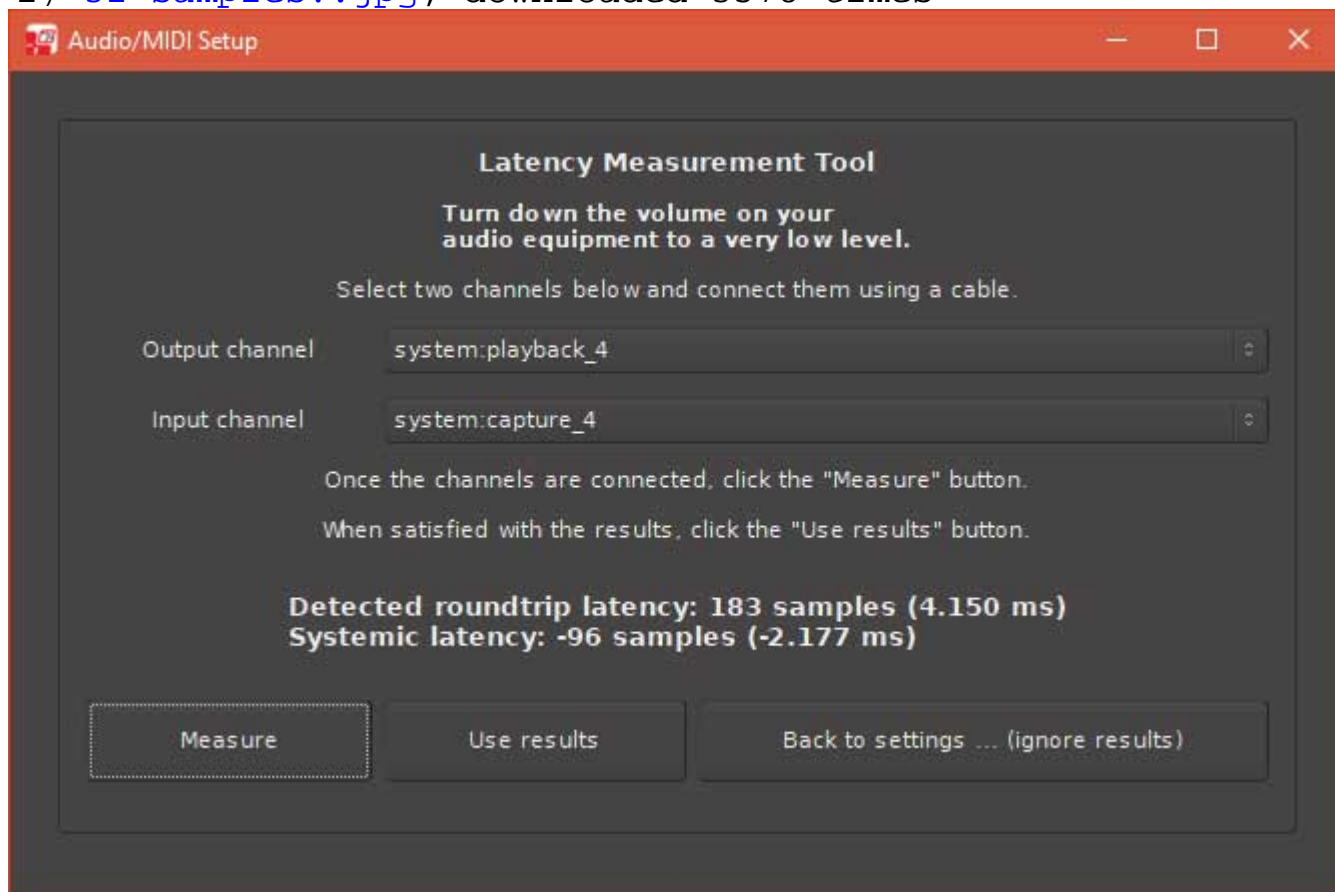 Audio/MIDI Setup
Latency Measurement Tool
Turn down the volume on your
audio equipment to a very low level.
Select two channels below and connect them using a cable.
Output channel system:playback_4
Input channel system:capture_4
Once the channels are connected, click the "Measure" button.
When satisfied with the results, click the "Use results" button.
Detected roundtrip latency: 183 samples (4.150 ms)
Systemic latency: -96 samples (-2.177 ms)
Measure Use results Back to settings ... (ignore results)